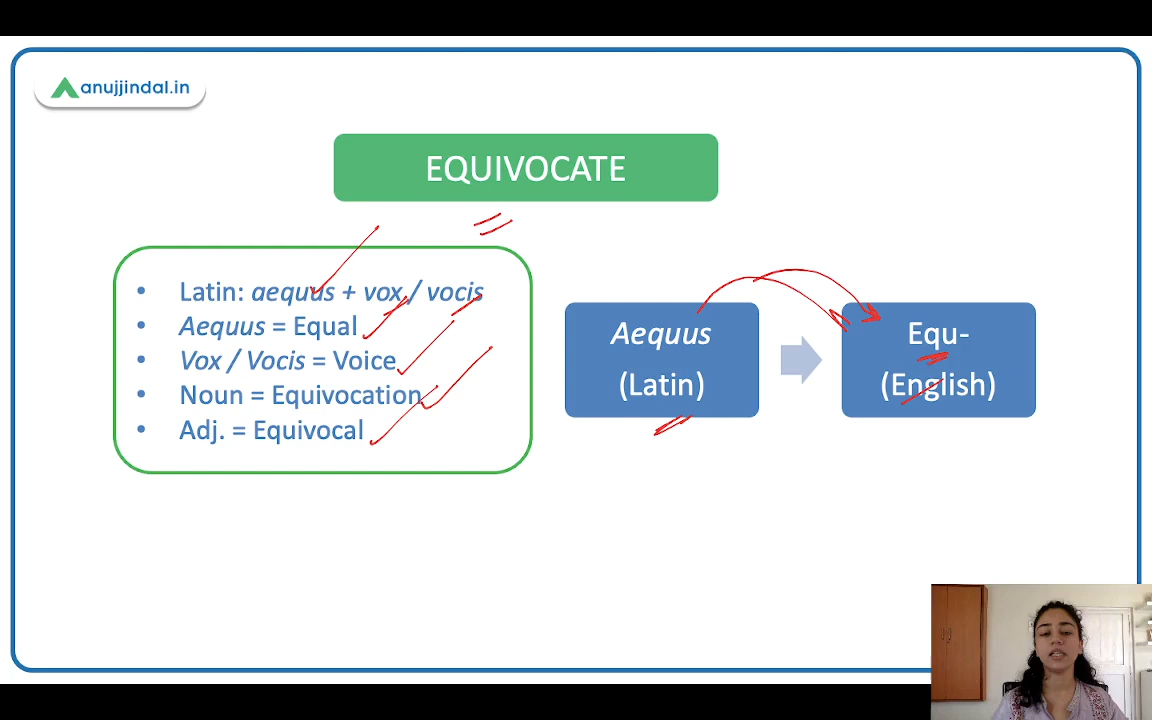 anujjindal.in
EQUIVOCATE
• Latin: aequus + vox / vocis
• Aequus = Equal
• Vox / Vocis = Voice
• Noun = Equivocation
• Adj. = Equivocal
Aequus
(Latin)
Equ-
(English)